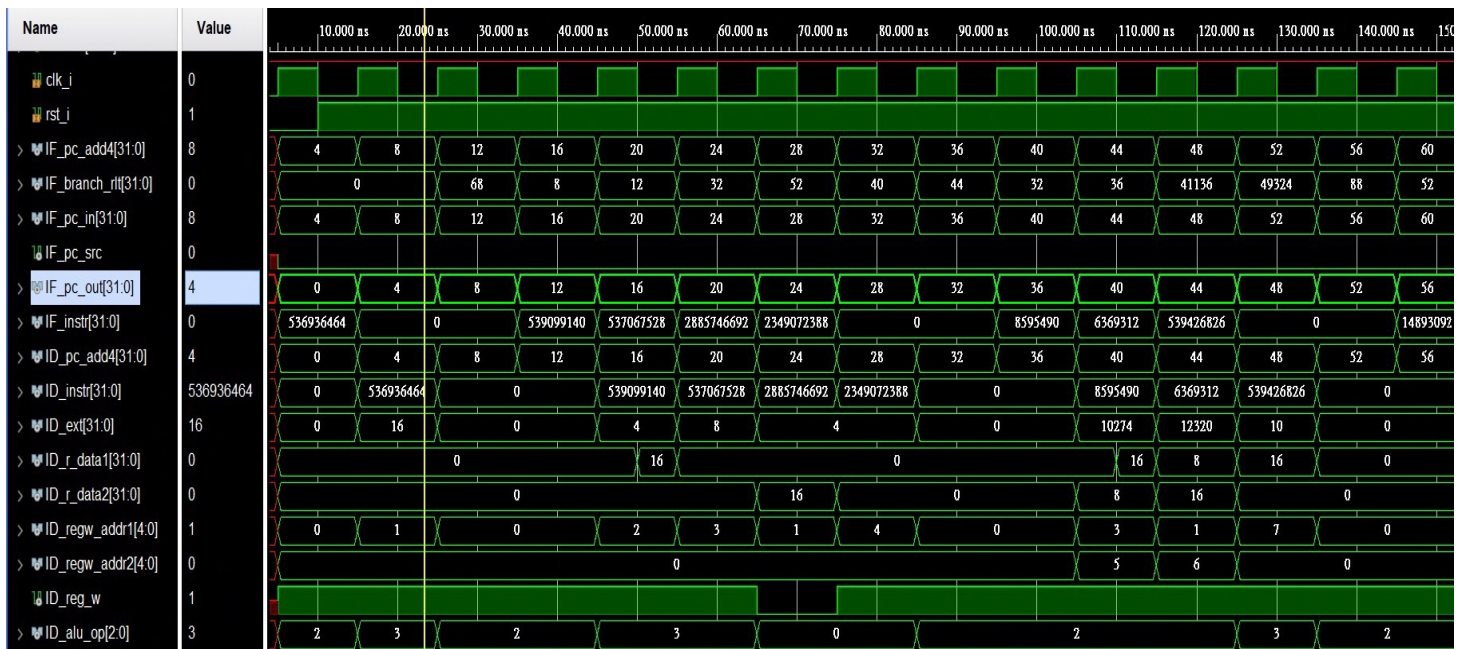 Name Value 10.000 ns 20.000 ns 30.000 ns 40.000 ns 50.000 ns 60.000 ns 70.000 ns 80.000 ns 90.000 ns 100.000 ns 110.000 ns 120.000 ns 130.000 ns 140.000 ns 150
clk_i 0
rst_i 1
IF_pc_add4[31:0] 8 4 8 12 16 20 24 28 32 36 40 44 48 52 56 60
IF_branch_rlt[31:0] 0 0 68 8 12 32 52 40 44 32 36 41136 49324 88 52
IF_pc_in[31:0] 8 4 8 12 16 20 24 28 32 36 40 44 48 52 56 60
IF_pc_src 0
IF_pc_out[31:0] 4 0 4 8 12 16 20 24 28 32 36 40 44 48 52 56
IF_instr[31:0] 0 536936464 0 539099140 537067528 2885746692 2349072388 0 8595490 6369312 539426826 0 14893092
ID_pc_add4[31:0] 4 0 4 8 12 16 20 24 28 32 36 40 44 48 52 56
ID_instr[31:0] 536936464 0 536936464 0 539099140 537067528 2885746692 2349072388 0 8595490 6369312 539426826 0
ID_ext[31:0] 16 0 16 0 4 8 4 0 10274 12320 10 0
ID_r_data1[31:0] 0 0 16 0 16 8 16 0
ID_r_data2[31:0] 0 0 16 0 8 16 0
ID_regw_addr1[4:0] 1 0 1 0 2 3 1 4 0 3 1 7 0
ID_regw_addr2[4:0] 0 0 5 6 0
ID_reg_w 1
ID_alu_op[2:0] 3 2 3 2 3 0 2 3 2